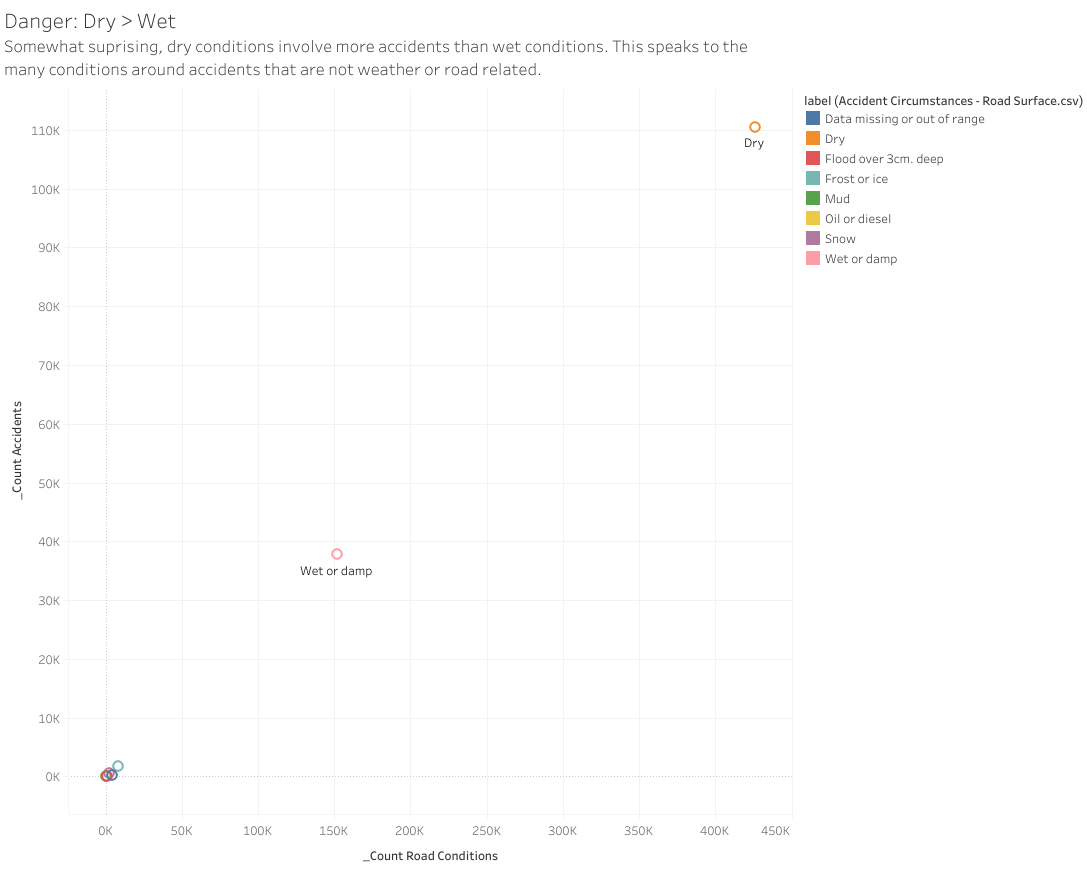 Danger: Dry > Wet
Somewhat suprising, dry conditions involve more accidents than wet conditions. This speaks to the
many conditions around accidents that are not weather or road related.
label (Accident Circumstances - Road Surface.csv)
Data missing or out of range
Dry
Flood over 3cm. deep
Frost or ice
Mud
Oil or diesel
Snow
Wet or damp
_Count Accidents
110K
100K
90K
80K
70K
60K
50K
40K
30K
20K
10K
0K
Dry
Wet or damp
0K 50K 100K 150K 200K 250K 300K 350K 400K 450K
_Count Road Conditions